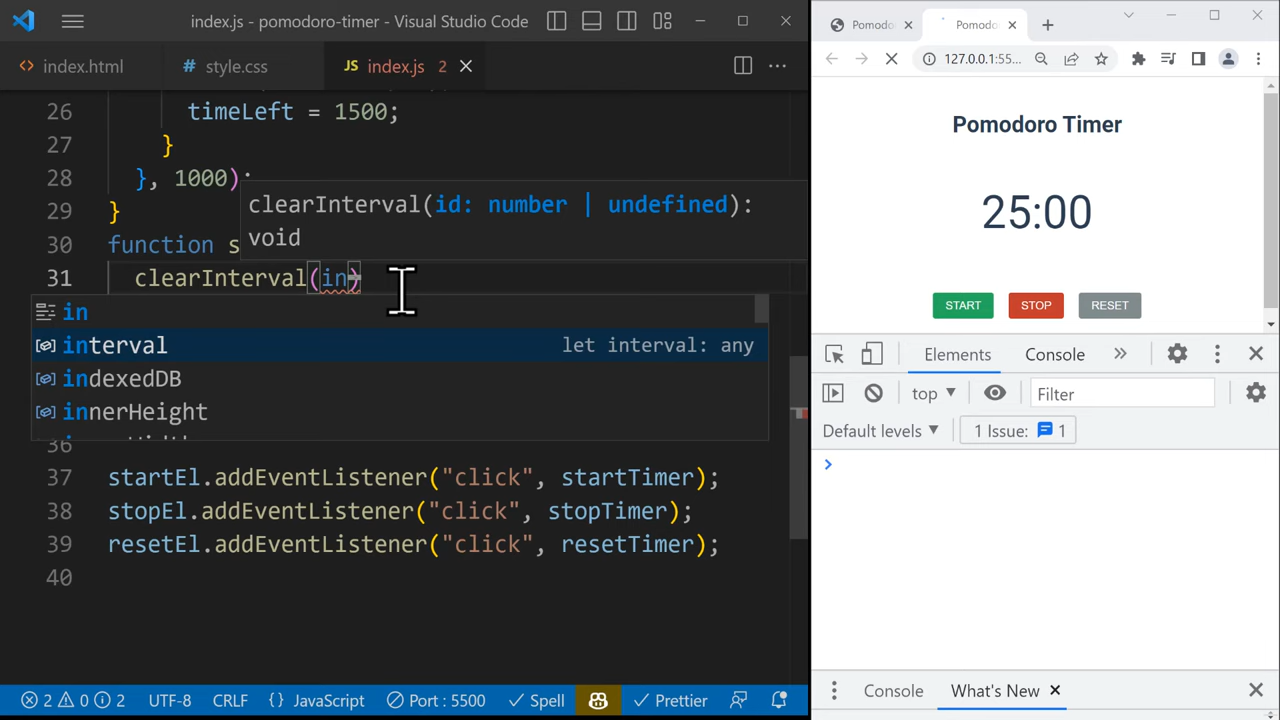 index.js - pomodoro-timer - Visual Studio Code
index.html
style.css
JS index.js 2
26 timeLeft = 1500;
27 }
28 }, 1000);
29 }
30 function s
31 clearInterval(in)
clearInterval(id: number | undefined):
void
in
interval let interval: any
indexedDB
innerHeight
36
37 startEl.addEventListener("click", startTimer);
38 stopEl.addEventListener("click", stopTimer);
39 resetEl.addEventListener("click", resetTimer);
40
2 0 2 UTF-8 CRLF {} JavaScript Port : 5500 Spell Prettier
Pomodo
Pomodo
127.0.0.1:55...
Pomodoro Timer
25:00
START STOP RESET
Elements Console
top Filter
Default levels 1 Issue: 1
Console What's New